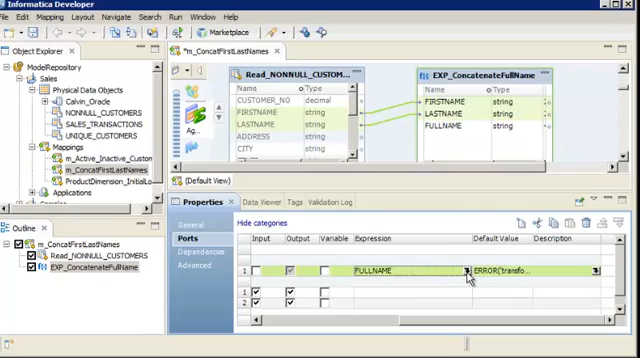 Informatica Developer
File Edit Mapping Layout Navigate Search Run Window Help
Marketplace
Object Explorer
ModelRepository
Sales
Physical Data Objects
Calvin_Oracle
NONNULL_CUSTOMERS
SALES_TRANSACTIONS
UNIQUE_CUSTOMERS
Mappings
m_Active_Inactive_Custom
m_ConcatFirstLastNames
ProductDimension_InitialLo
Applications
Outline
m_ConcatFirstLastNames
Read_NONNULL_CUSTOMERS
EXP_ConcatenateFullName
*m_ConcatFirstLastNames
Ag...
Read_NONNULL_CUSTOM...
Name Type
CUSTOMER_NO decimal
FIRSTNAME string
LASTNAME string
ADDRESS string
CITY string
EXP_ConcatenateFullName
Name Type
FIRSTNAME string
LASTNAME string
FULLNAME string
(Default View)
Properties Data Viewer Tags Validation Log
General
Ports
Dependencies
Advanced
Hide categories
Input Output Variable Expression Default Value Description
1 FULLNAME ERROR('transfo...
1
2